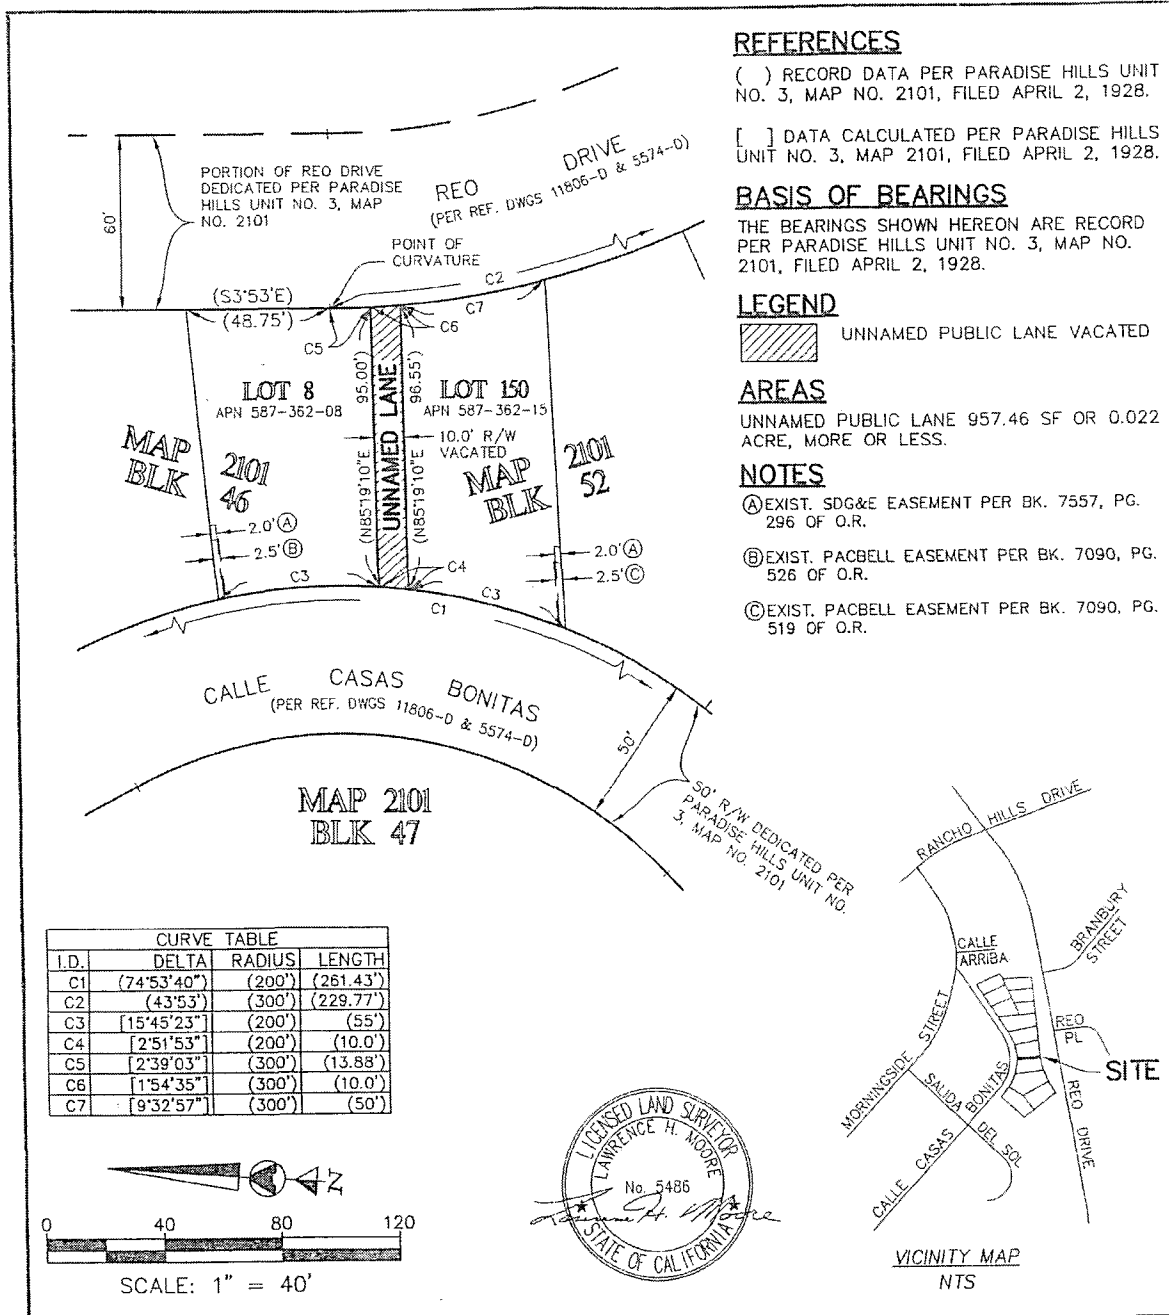 REFERENCES
( ) RECORD DATA PER PARADISE HILLS UNIT
NO. 3, MAP NO. 2101, FILED APRIL 2, 1928.
[ ] DATA CALCULATED PER PARADISE HILLS
UNIT NO. 3, MAP 2101, FILED APRIL 2, 1928.
BASIS OF BEARINGS
THE BEARINGS SHOWN HEREON ARE RECORD
PER PARADISE HILLS UNIT NO. 3, MAP NO.
2101, FILED APRIL 2, 1928.
LEGEND
UNNAMED PUBLIC LANE VACATED
AREAS
UNNAMED PUBLIC LANE 957.46 SF OR 0.022
ACRE, MORE OR LESS.
NOTES
Ⓐ EXIST. SDG&E EASEMENT PER BK. 7557, PG.
296 OF O.R.
Ⓑ EXIST. PACBELL EASEMENT PER BK. 7090, PG.
526 OF O.R.
Ⓒ EXIST. PACBELL EASEMENT PER BK. 7090, PG.
519 OF O.R.
60'
PORTION OF REO DRIVE
DEDICATED PER PARADISE
HILLS UNIT NO. 3, MAP
NO. 2101
REO DRIVE
(PER REF. DWGS 11806-D & 5574-D)
POINT OF
CURVATURE
C2
(S3°53'E)
(48.75')
C7
C6
C5
LOT 8
APN 587-362-08
95.00')
(N85°19'10"E
UNNAMED LANE
96.55')
(N85°19'10"E
LOT 150
APN 587-362-15
10.0' R/W
VACATED
MAP 2101
BLK 46
MAP 2101
BLK 52
2.0' Ⓐ
2.5' Ⓑ
2.0' Ⓐ
2.5' Ⓒ
C3
C4
C3
C1
CALLE CASAS BONITAS
(PER REF. DWGS 11806-D & 5574-D)
50'
50' R/W DEDICATED PER
PARADISE HILLS UNIT NO.
3, MAP NO. 2101
MAP 2101
BLK 47
CURVE TABLE
I.D. DELTA RADIUS LENGTH
C1 (74°53'40") (200') (261.43')
C2 (43°53') (300') (229.77')
C3 [15°45'23"] (200') (55')
C4 [2°51'53"] (200') (10.0')
C5 [2°39'03"] (300') (13.88')
C6 [1°54'35"] (300') (10.0')
C7 [9°32'57"] (300') (50')
N
0 40 80 120
SCALE: 1" = 40'
LICENSED LAND SURVEYOR
LAWRENCE H. MOORE
No. 5486
Lawrence H. Moore
STATE OF CALIFORNIA
RANCHO HILLS DRIVE
BRANBURY
STREET
CALLE
ARRIBA
MORNINGSIDE STREET
REO
PL
SITE
SALIDA DEL SOL
CALLE CASAS BONITAS
REO DRIVE
VICINITY MAP
NTS